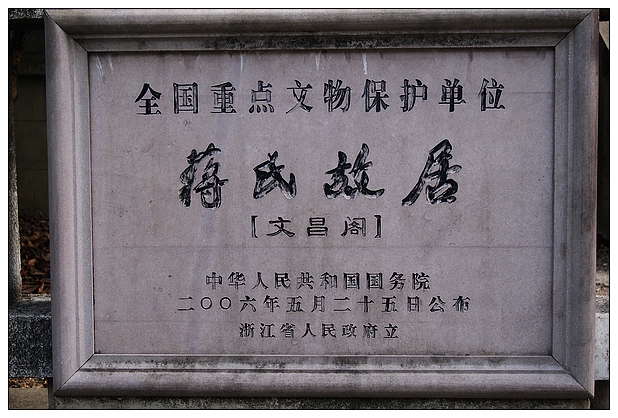 全国重点文物保护单位
蒋氏故居
【文昌阁】
中华人民共和国国务院
二〇〇六年五月二十五日公布
浙江省人民政府立